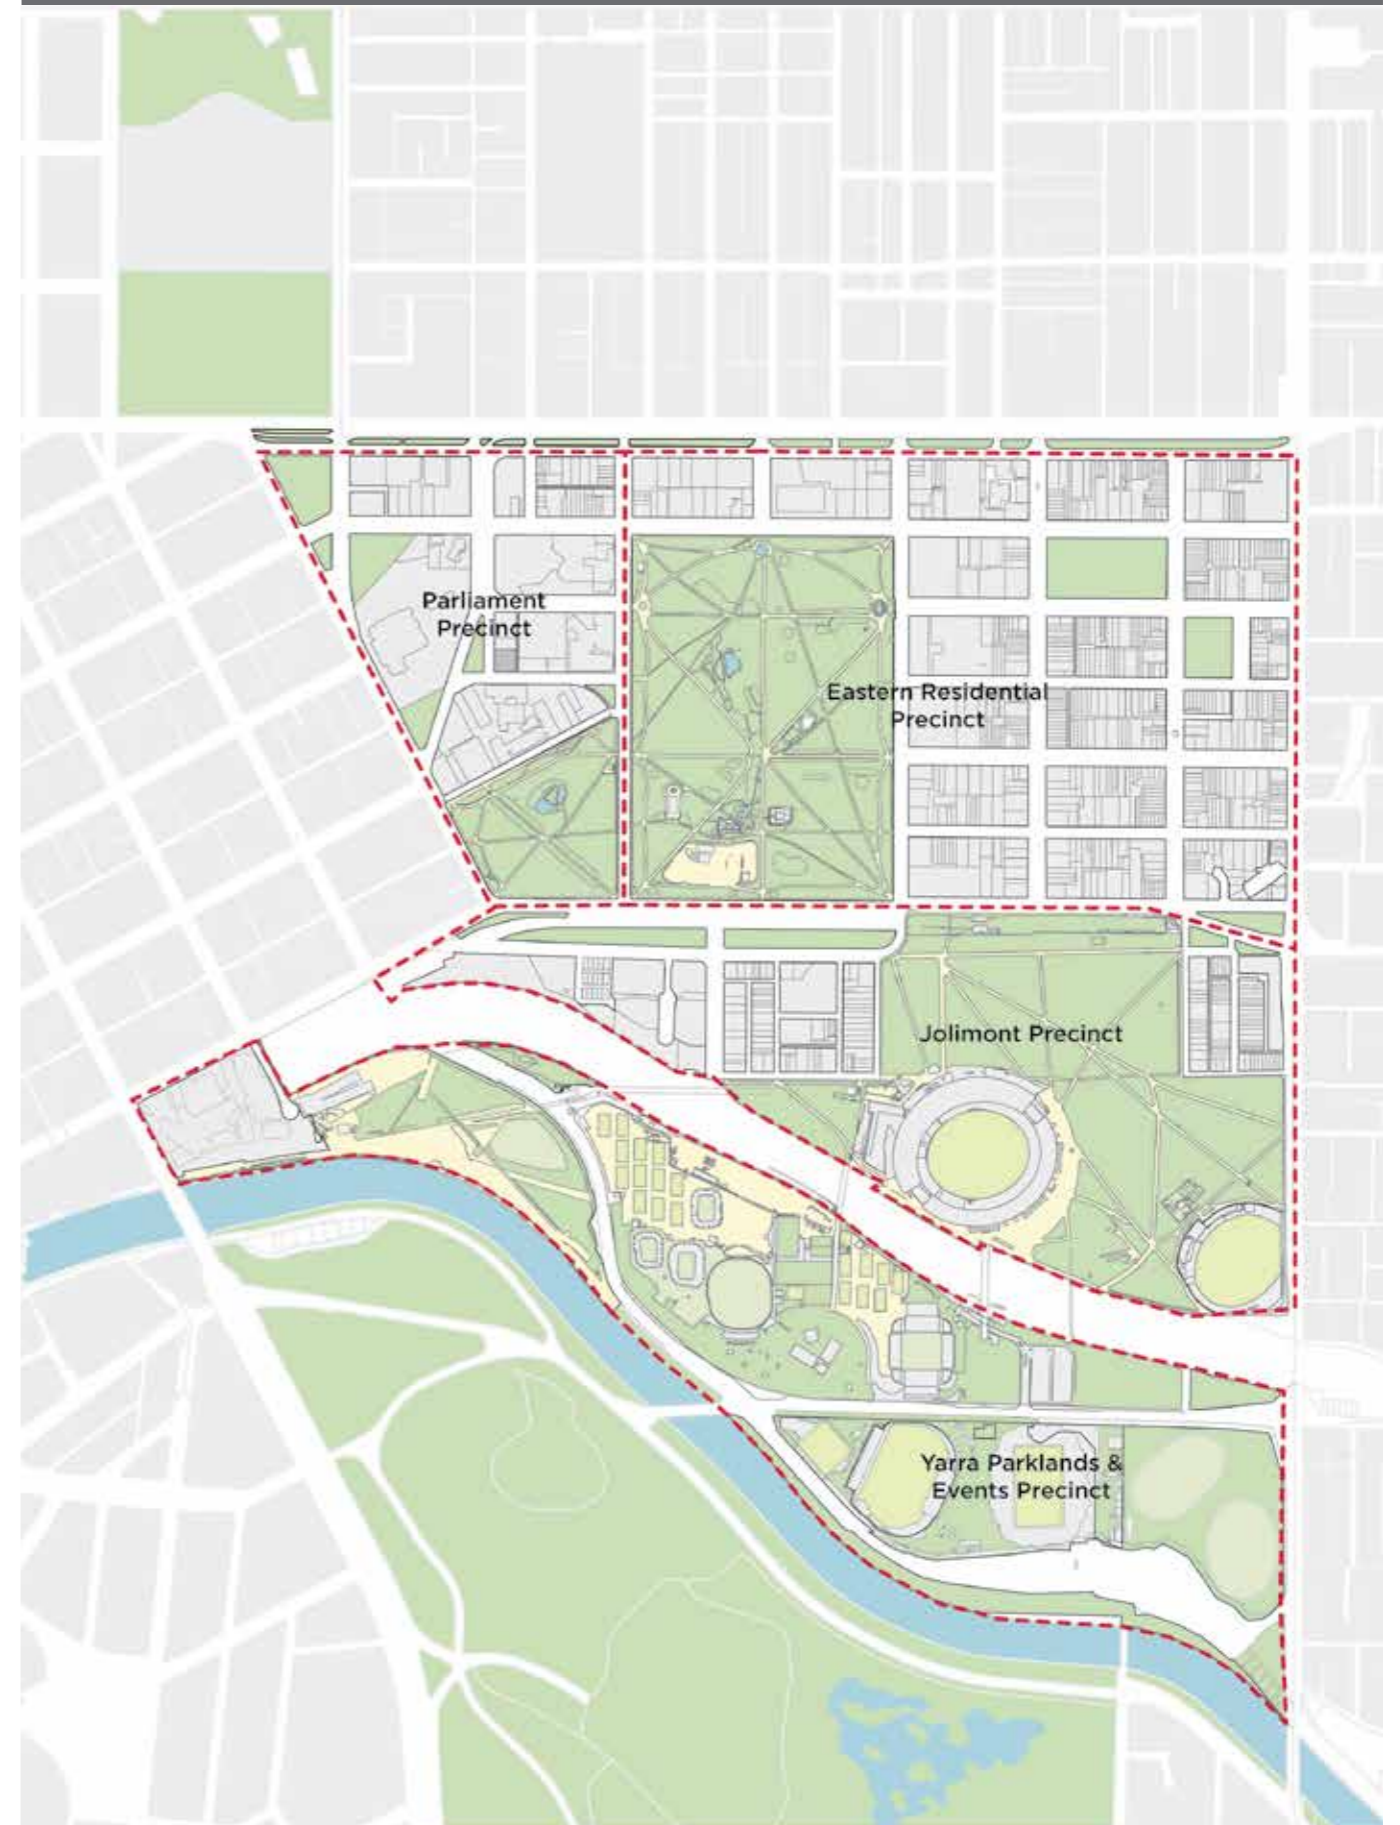 Parliament
Precinct
Eastern Residential
Precinct
Jolimont Precinct
Yarra Parklands &
Events Precinct